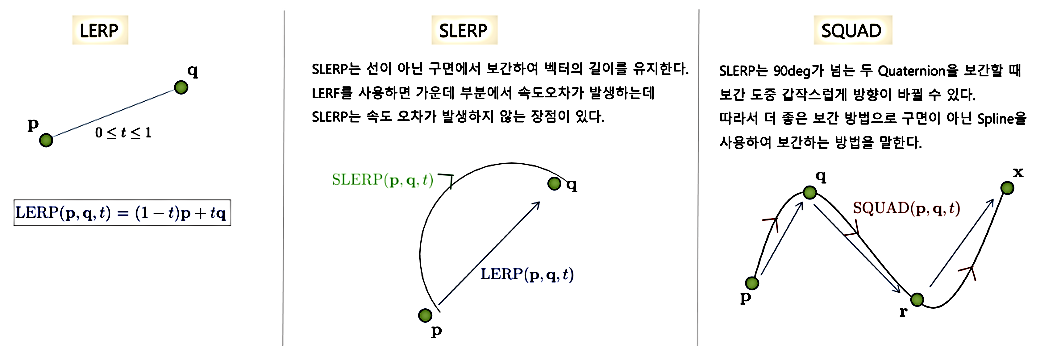 LERP
p
q
0 ≤ t ≤ 1
LERP(p, q, t) = (1 − t)p + tq
SLERP
SLERP는 선이 아닌 구면에서 보간하여 벡터의 길이를 유지한다.
LERF를 사용하면 가운데 부분에서 속도오차가 발생하는데
SLERP는 속도 오차가 발생하지 않는 장점이 있다.
SLERP(p, q, t)
q
LERP(p, q, t)
p
SQUAD
SLERP는 90deg가 넘는 두 Quaternion을 보간할 때
보간 도중 갑작스럽게 방향이 바뀔 수 있다.
따라서 더 좋은 보간 방법으로 구면이 아닌 Spline을
사용하여 보간하는 방법을 말한다.
q
x
SQUAD(p, q, t)
p
r